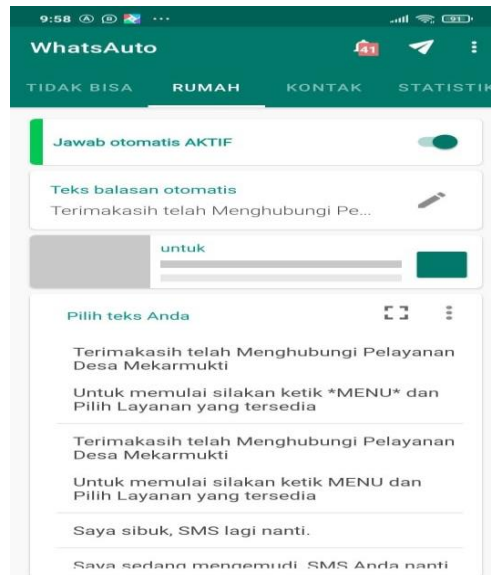 9:58
91
WhatsAuto
41
TIDAK BISA RUMAH KONTAK STATISTIK
Jawab otomatis AKTIF
Teks balasan otomatis
Terimakasih telah Menghubungi Pe...
untuk
Pilih teks Anda
Terimakasih telah Menghubungi Pelayanan
Desa Mekarmukti
Untuk memulai silakan ketik *MENU* dan
Pilih Layanan yang tersedia
Terimakasih telah Menghubungi Pelayanan
Desa Mekarmukti
Untuk memulai silakan ketik MENU dan
Pilih Layanan yang tersedia
Saya sibuk, SMS lagi nanti.
Saya sedang mengemudi, SMS Anda nanti